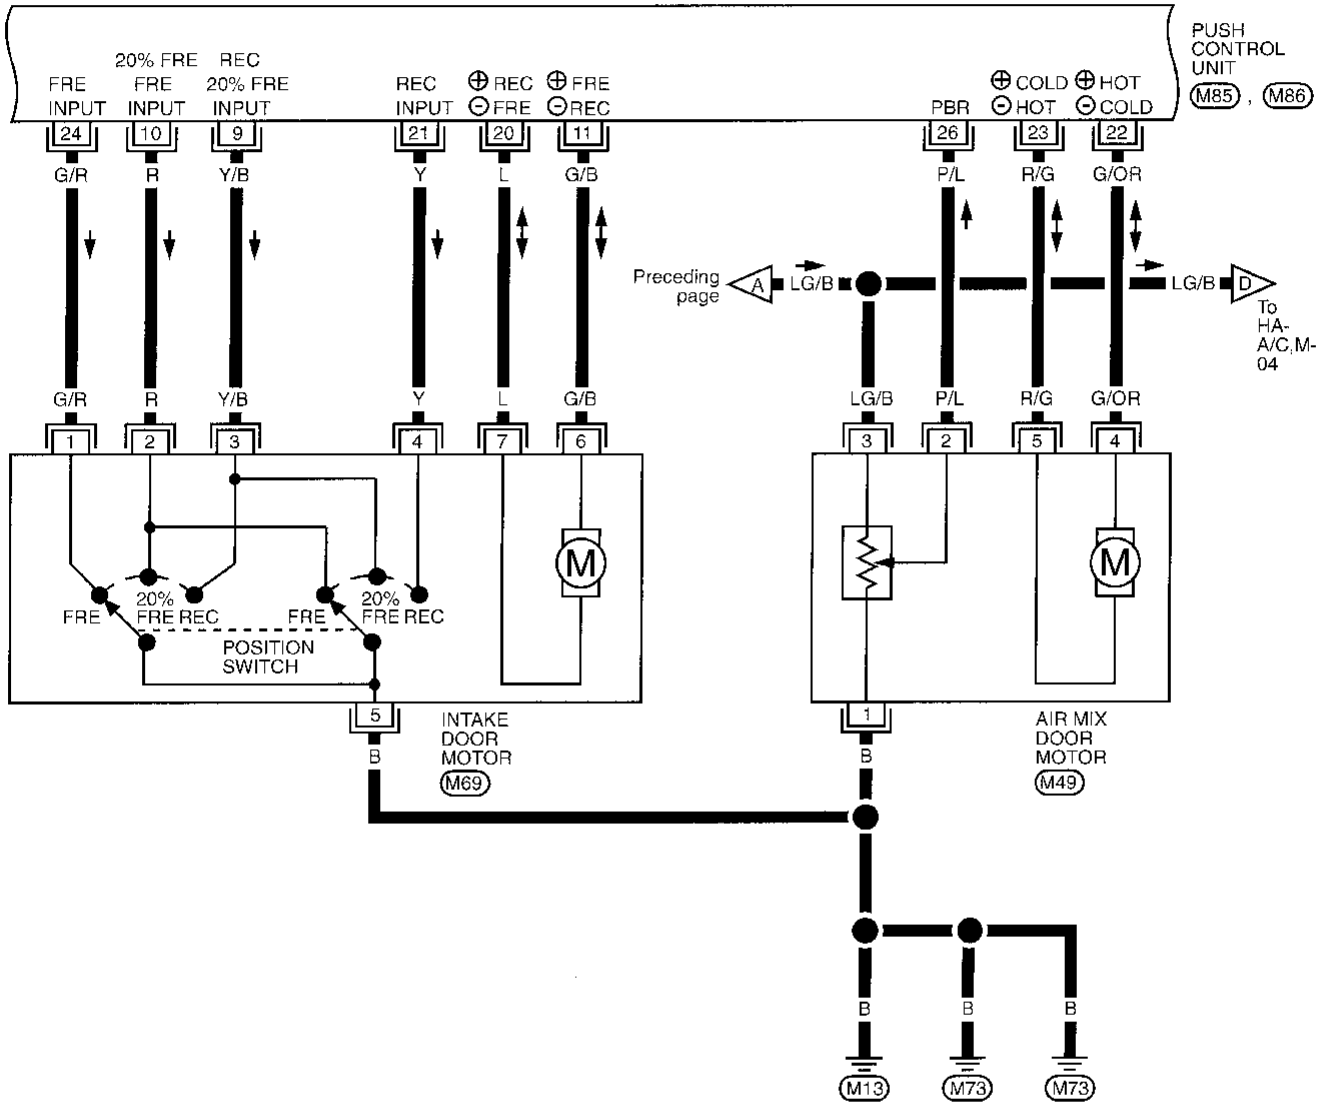 PUSH
CONTROL
UNIT
M85 , M86
20% FRE REC
FRE FRE 20% FRE REC ⊕ REC ⊕ FRE ⊕ COLD ⊕ HOT
INPUT INPUT INPUT INPUT ⊖ FRE ⊖ REC PBR ⊖ HOT ⊖ COLD
24 10 9 21 20 11 26 23 22
G/R R Y/B Y L G/B P/L R/G G/OR
Preceding
page
A LG/B LG/B D
To
HA-
A/C,M-
04
G/R R Y/B Y L G/B LG/B P/L R/G G/OR
1 2 3 4 7 6 3 2 5 4
M M
20% 20%
FRE FRE REC FRE FRE REC
POSITION
SWITCH
5 1
INTAKE
DOOR
MOTOR
M69
AIR MIX
DOOR
MOTOR
M49
B B
B B B
M13 M73 M73